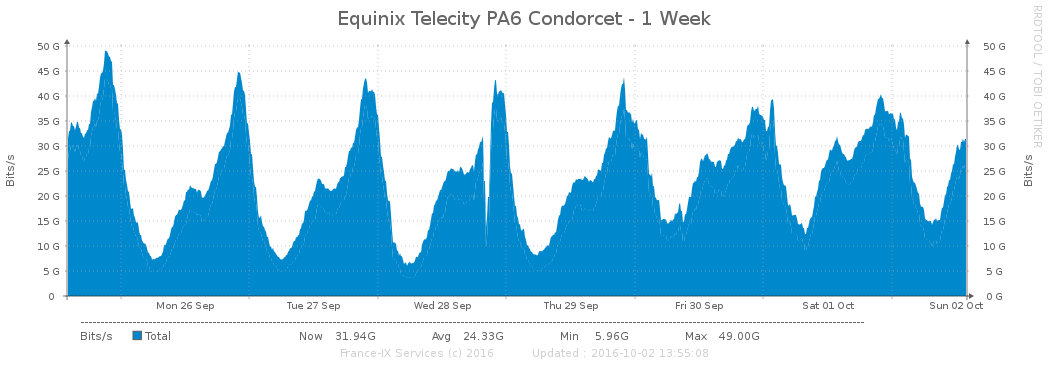 Equinix Telecity PA6 Condorcet - 1 Week
RRDTOOL / TOBI OETIKER
Bits/s
50 G
45 G
40 G
35 G
30 G
25 G
20 G
15 G
10 G
5 G
0
50 G
45 G
40 G
35 G
30 G
25 G
20 G
15 G
10 G
5 G
0 G
Bits/s
Mon 26 Sep Tue 27 Sep Wed 28 Sep Thu 29 Sep Fri 30 Sep Sat 01 Oct Sun 02 Oct
Bits/s Total Now 31.94G Avg 24.33G Min 5.96G Max 49.00G
France-IX Services (c) 2016 Updated : 2016-10-02 13:55:08